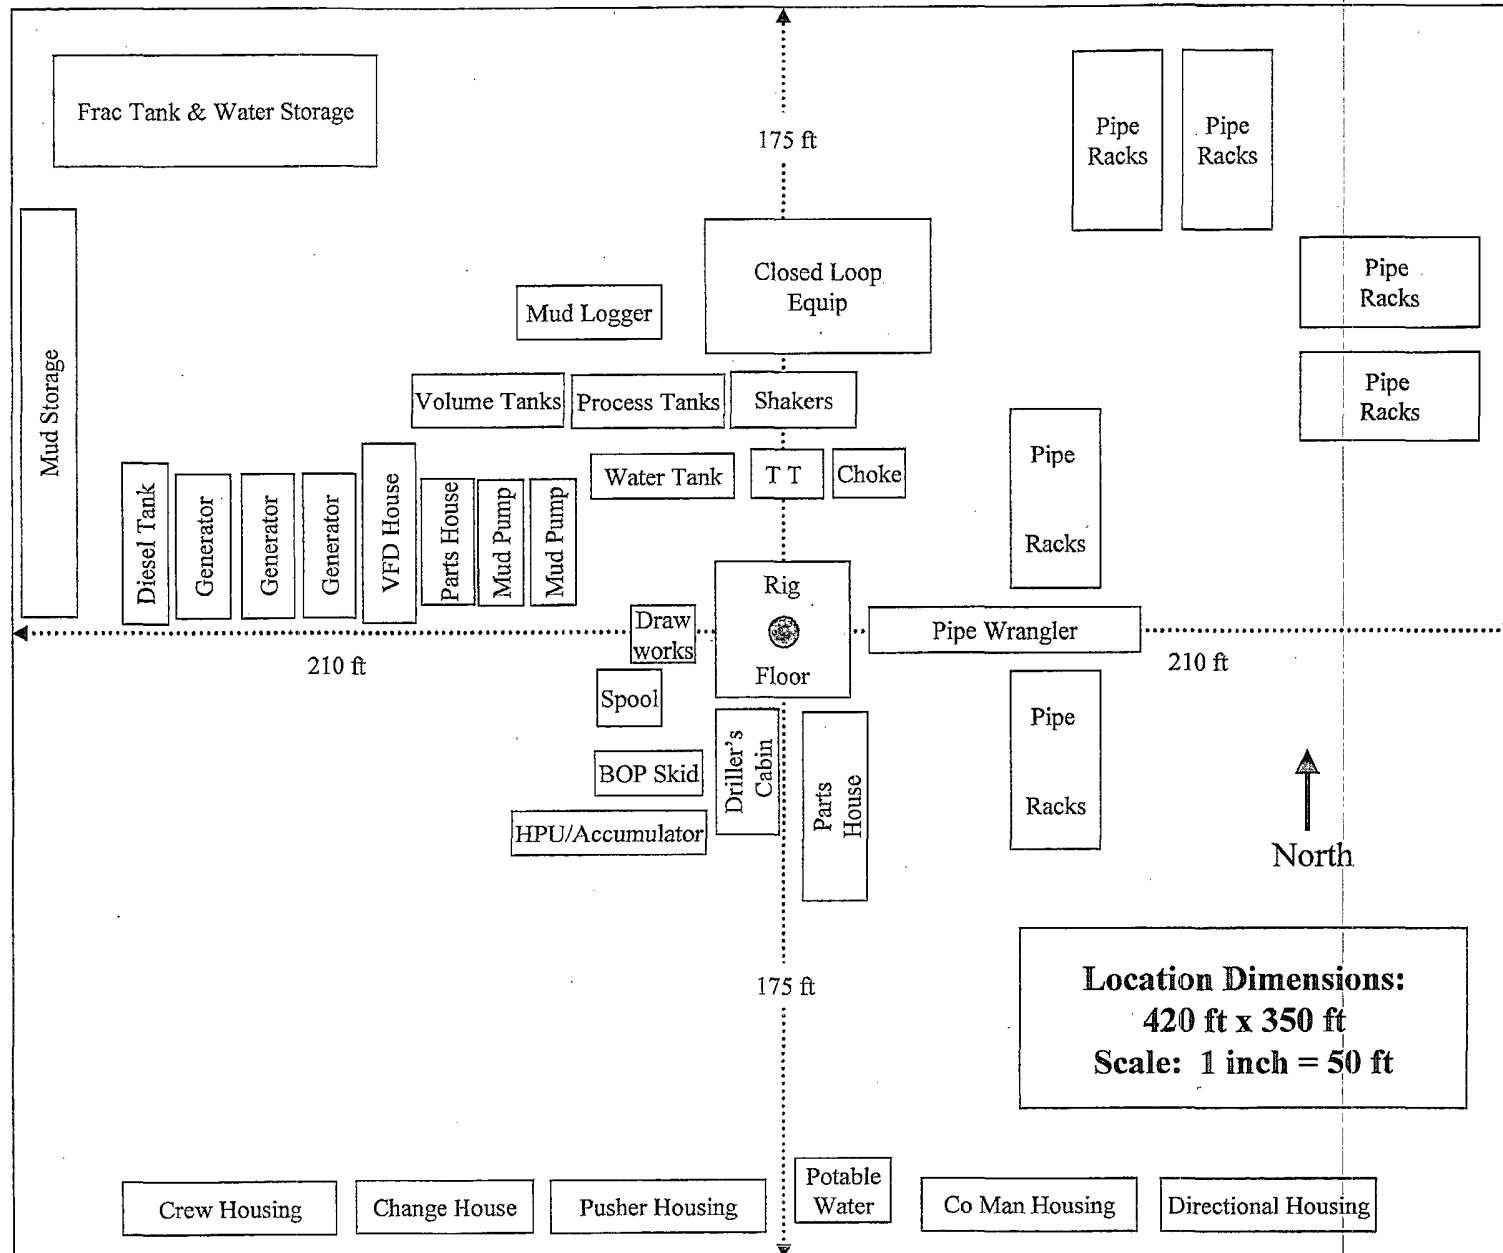 Frac Tank & Water Storage
175 ft
Pipe
Racks
Pipe
Racks
Pipe
Racks
Pipe
Racks
Closed Loop
Equip
Mud Logger
Mud Storage
Volume Tanks
Process Tanks
Shakers
Water Tank
T T
Choke
Pipe
Racks
Diesel Tank
Generator
Generator
Generator
VFD House
Parts House
Mud Pump
Mud Pump
Rig
Floor
Draw
works
Pipe Wrangler
210 ft
210 ft
Spool
BOP Skid
HPU/Accumulator
Driller's
Cabin
Parts
House
Pipe
Racks
North
175 ft
Location Dimensions:
420 ft x 350 ft
Scale: 1 inch = 50 ft
Crew Housing
Change House
Pusher Housing
Potable
Water
Co Man Housing
Directional Housing